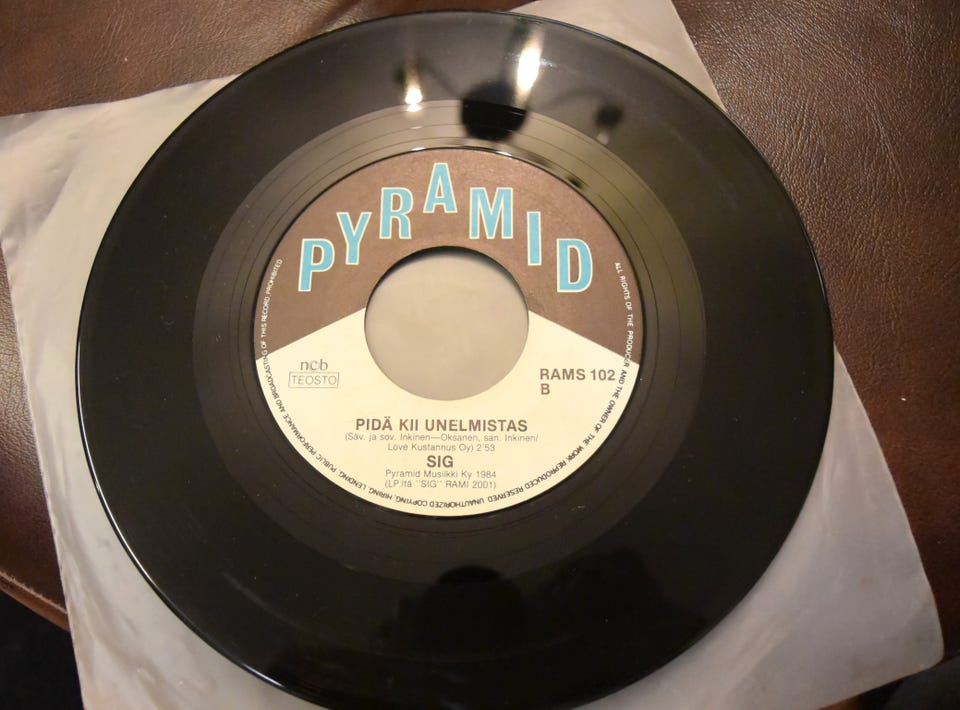 PYRAMID
ncb
TEOSTO
RAMS 102
B
PIDÄ KII UNELMISTAS
(Säv. ja sov. Inkinen—Oksanen, san. Inkinen/
Love Kustannus Oy) 2'53
SIG
Pyramid Musiikki Ky 1984
(LP:ltä "SIG" RAMI 2001)
ALL RIGHTS OF THE PRODUCER AND THE OWNER OF THE WORK REPRODUCED RESERVED. UNAUTHORIZED COPYING, HIRING, LENDING, PUBLIC PERFORMANCE AND BROADCASTING OF THIS RECORD PROHIBITED